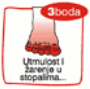 3boda
Utrnulost i
žarenje u
stopalima...